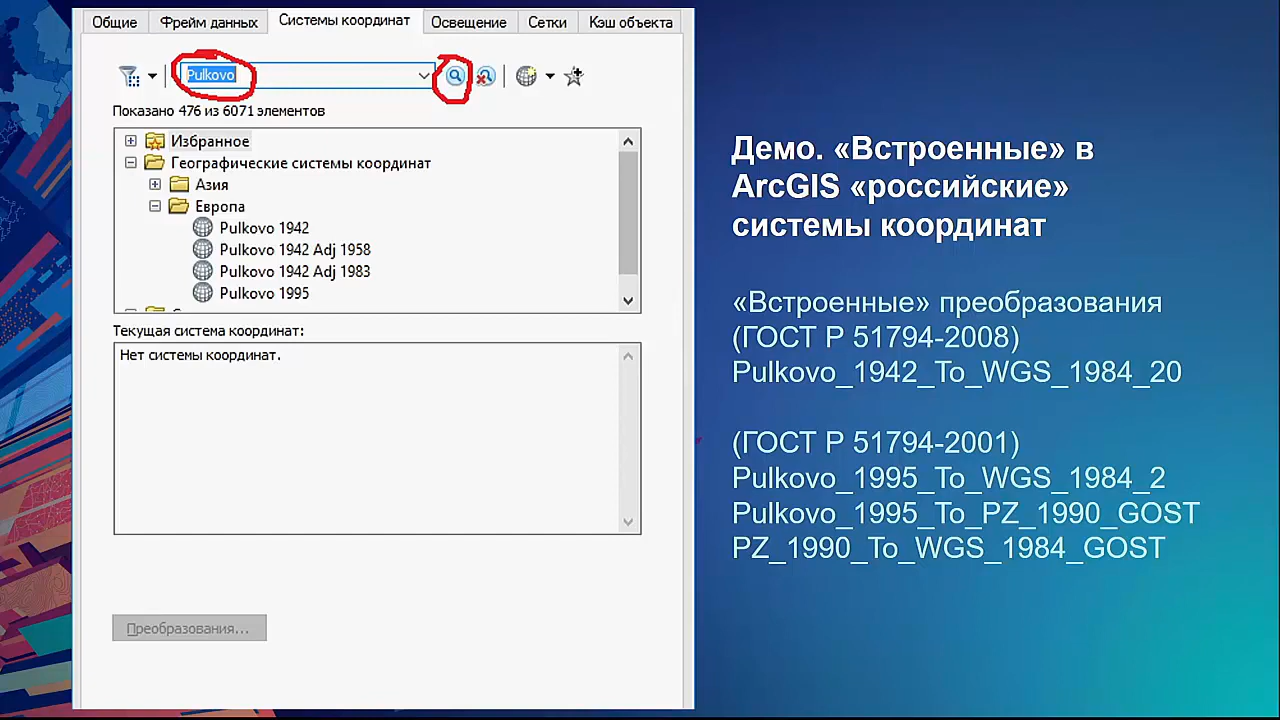 Общие
Фрейм данных
Системы координат
Освещение
Сетки
Кэш объекта
Pulkovo
Показано 476 из 6071 элементов
Избранное
Географические системы координат
Азия
Европа
Pulkovo 1942
Pulkovo 1942 Adj 1958
Pulkovo 1942 Adj 1983
Pulkovo 1995
Текущая система координат:
Нет системы координат.
Преобразования...
Демо. «Встроенные» в
ArcGIS «российские»
системы координат
«Встроенные» преобразования
(ГОСТ Р 51794-2008)
Pulkovo_1942_To_WGS_1984_20
(ГОСТ Р 51794-2001)
Pulkovo_1995_To_WGS_1984_2
Pulkovo_1995_To_PZ_1990_GOST
PZ_1990_To_WGS_1984_GOST